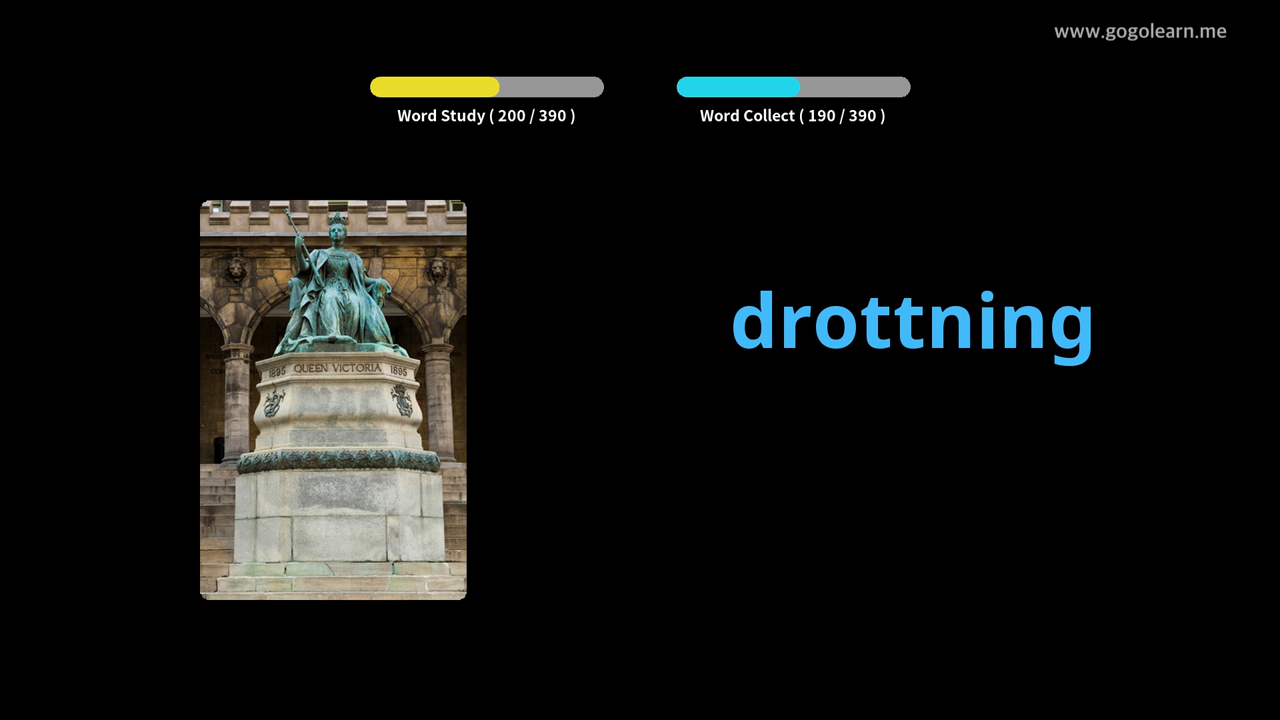 www.gogolearn.me
Word Study ( 200 / 390 )
Word Collect ( 190 / 390 )
drottning
1895 QUEEN VICTORIA 1895